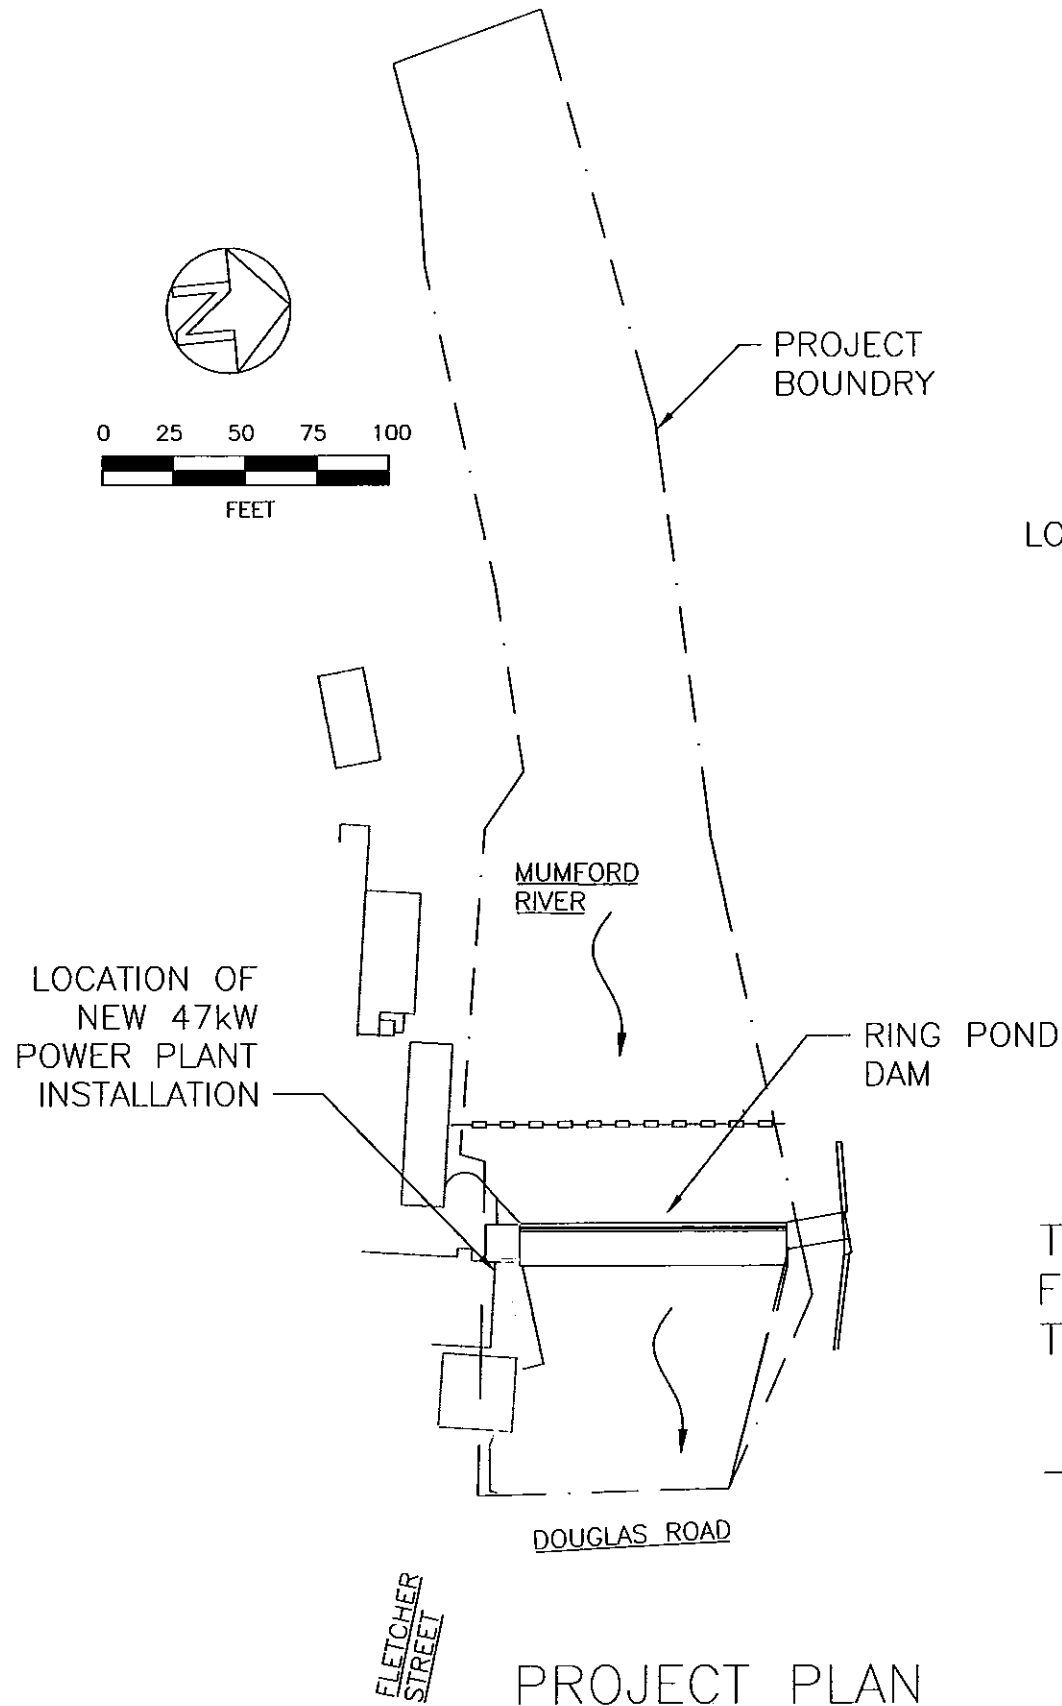 PROJECT
BOUNDRY
N
0 25 50 75 100
FEET
LO
MUMFORD
RIVER
LOCATION OF
NEW 47kW
POWER PLANT
INSTALLATION
RING POND
DAM
T
F
T
DOUGLAS ROAD
FLETCHER
STREET
PROJECT PLAN